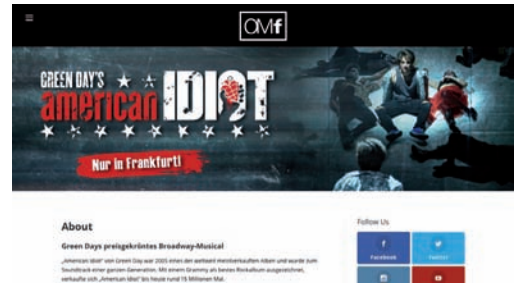 OMf
GREEN DAY'S
american IDIOT
Nur in Frankfurt!
About
Follow Us
Green Days preisgekröntes Broadway-Musical
„American Idiot“ von Green Day war 2005 eines der weltweit meistverkauften Alben und wurde zum
Soundtrack einer ganzen Generation. Mit einem Grammy als bestes Rockalbum ausgezeichnet,
verkaufte sich „American Idiot“ bis heute rund 15 Millionen Mal.
Facebook
Twitter